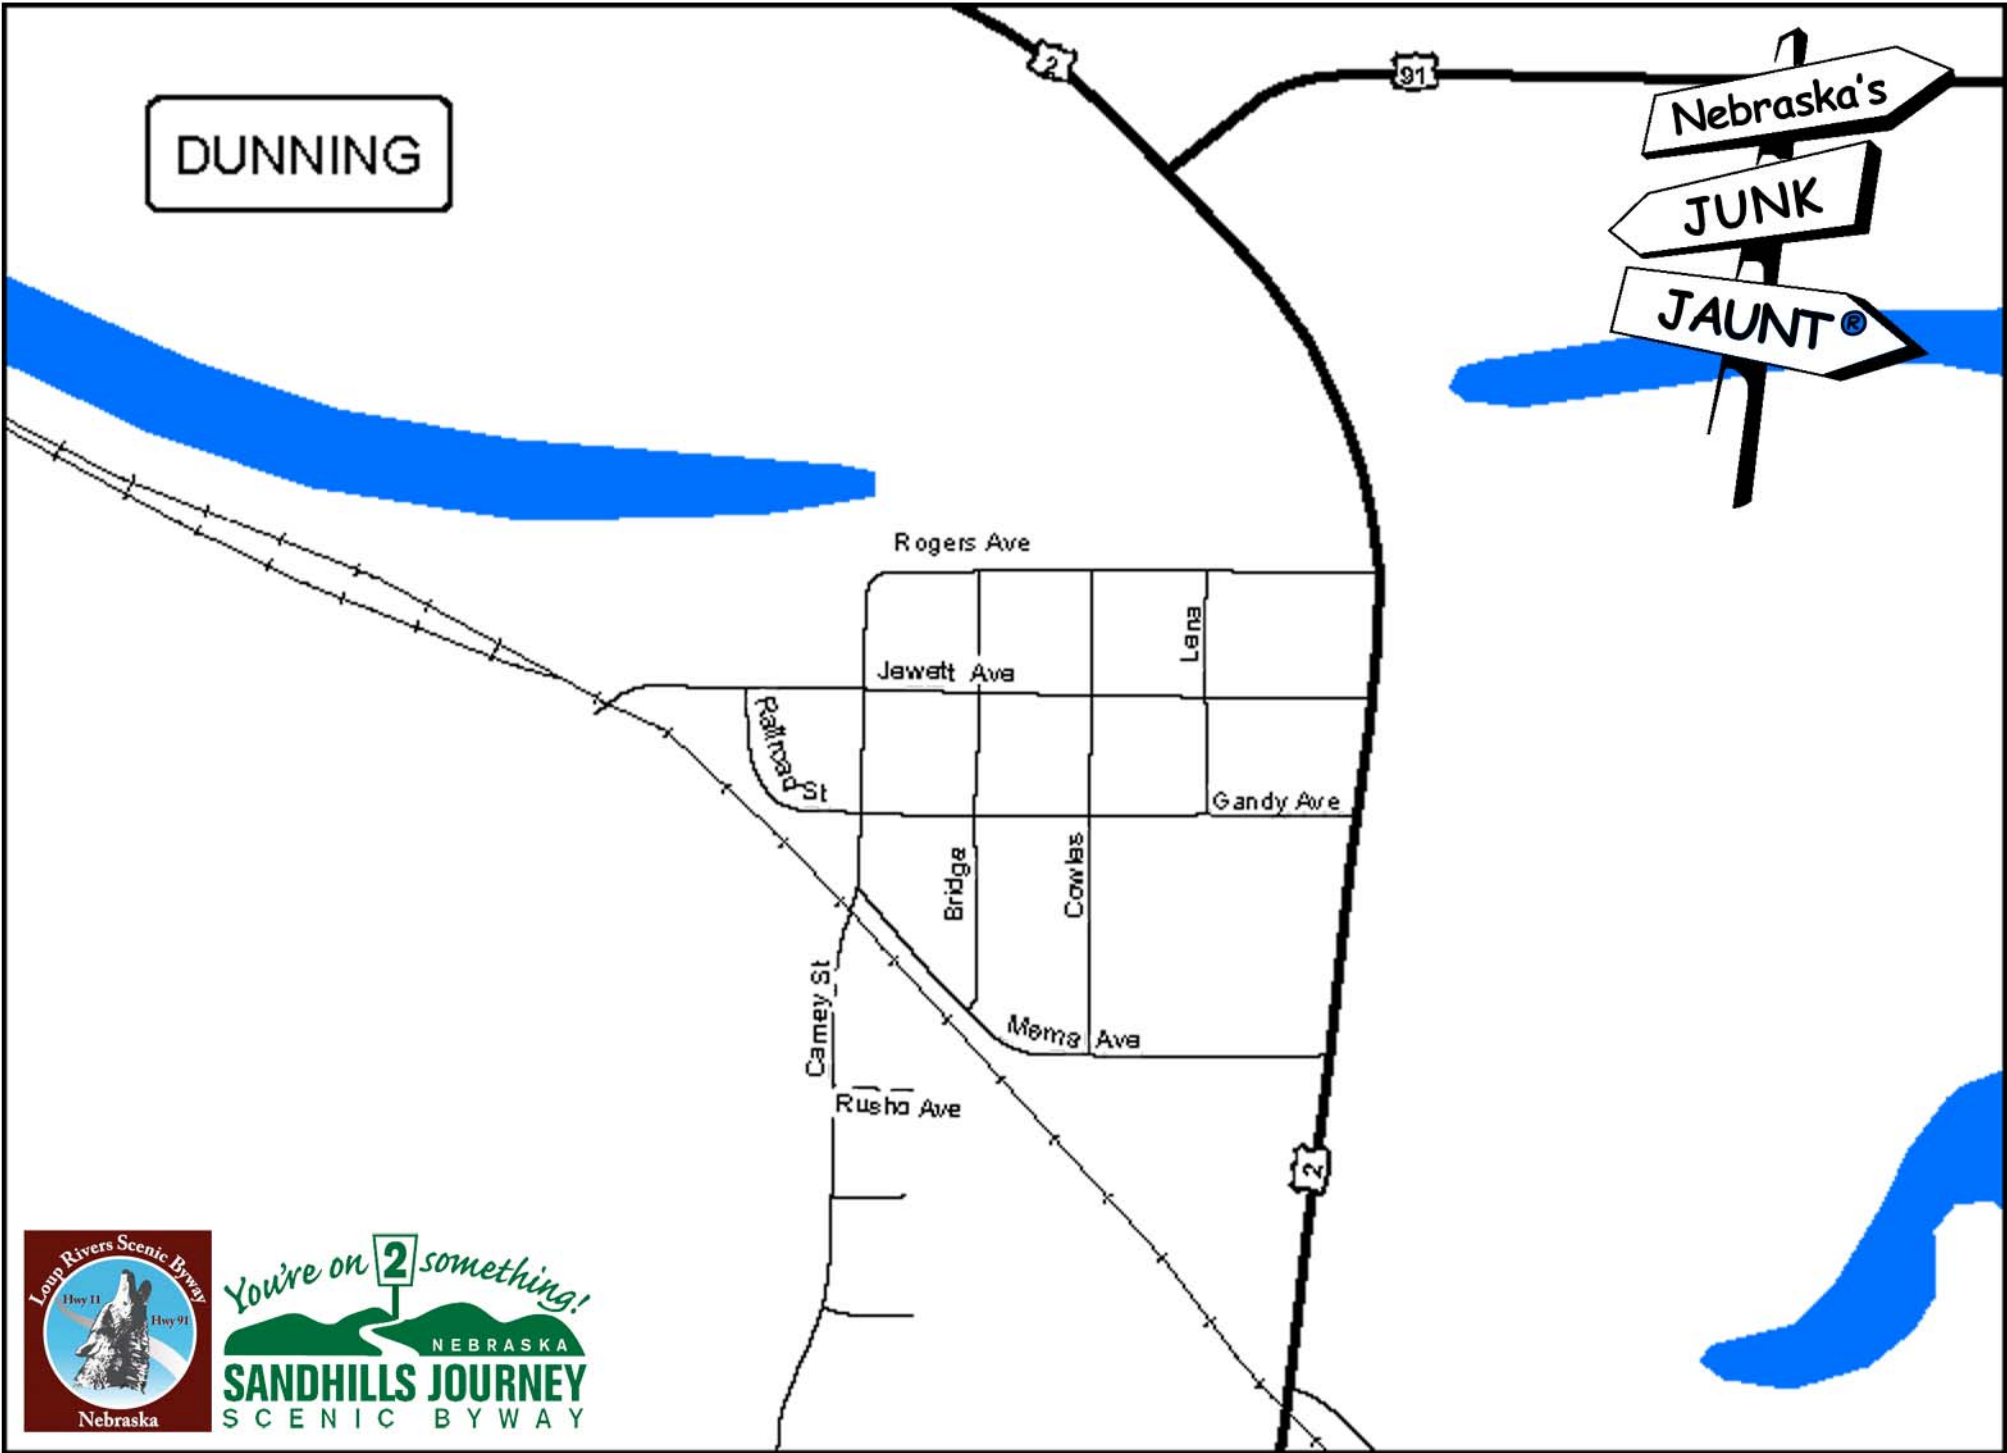 2
91
DUNNING
Nebraska's
JUNK
JAUNT®
Rogers Ave
Lena
Jewett Ave
Railroad St
Gandy Ave
Bridge
Cowles
Carney St
Merna Ave
Rusho Ave
2
Loup Rivers Scenic Byway
Hwy 11
Hwy 91
Nebraska
You're on 2 something!
NEBRASKA
SANDHILLS JOURNEY
SCENIC BYWAY